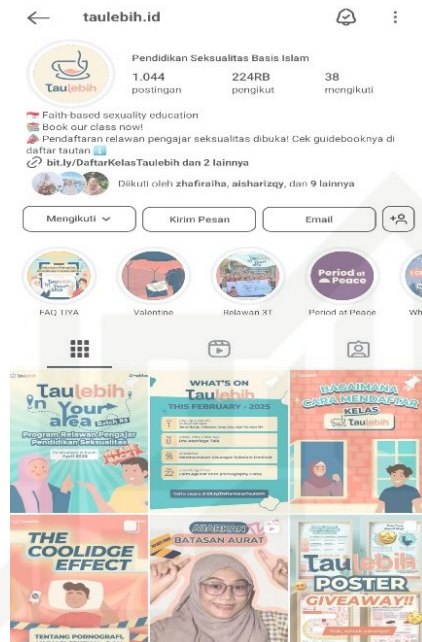 taulebih.id
Taulebih
Pendidikan Seksualitas Basis Islam
1.044
224RB
38
postingan
pengikut
mengikuti
Faith-based sexuality education
Book our class now!
Pendaftaran relawan pengajar seksualitas dibuka! Cek guidebooknya di
daftar tautan
bit.ly/DaftarKelasTaulebih dan 2 lainnya
Diikuti oleh zhafiraiha, aisharizqy, dan 9 lainnya
Mengikuti
Kirim Pesan
Email
Period at
Peace
FAQ TIYA
Valentine
Relawan 3T
Period at Peace
Wh
Taulebih
in Your
area
Batch #3
Program Relawan Pengajar
Pendidikan Seksualitas
WHAT'S ON
Taulebih
THIS FEBRUARY - 2025
BAGAIMANA
CARA MENDAFTAR
KELAS
Taulebih
THE
COOLIDGE
EFFECT
TENTANG PORNOGRAFI,
AJARKAN
BATASAN AURAT
Taulebih
POSTER
GIVEAWAY!!